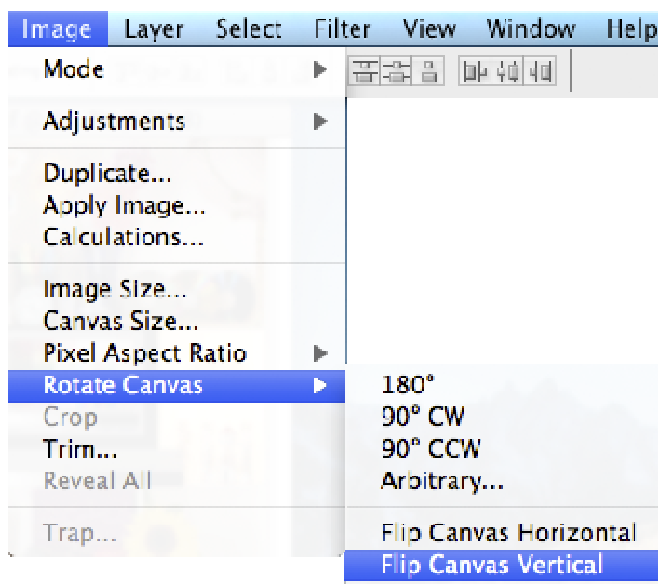 Image Layer Select Filter View Window Help
Mode
Adjustments
Duplicate...
Apply Image...
Calculations...
Image Size...
Canvas Size...
Pixel Aspect Ratio
Rotate Canvas
180°
Crop
90° CW
Trim...
90° CCW
Reveal All
Arbitrary...
Trap...
Flip Canvas Horizontal
Flip Canvas Vertical